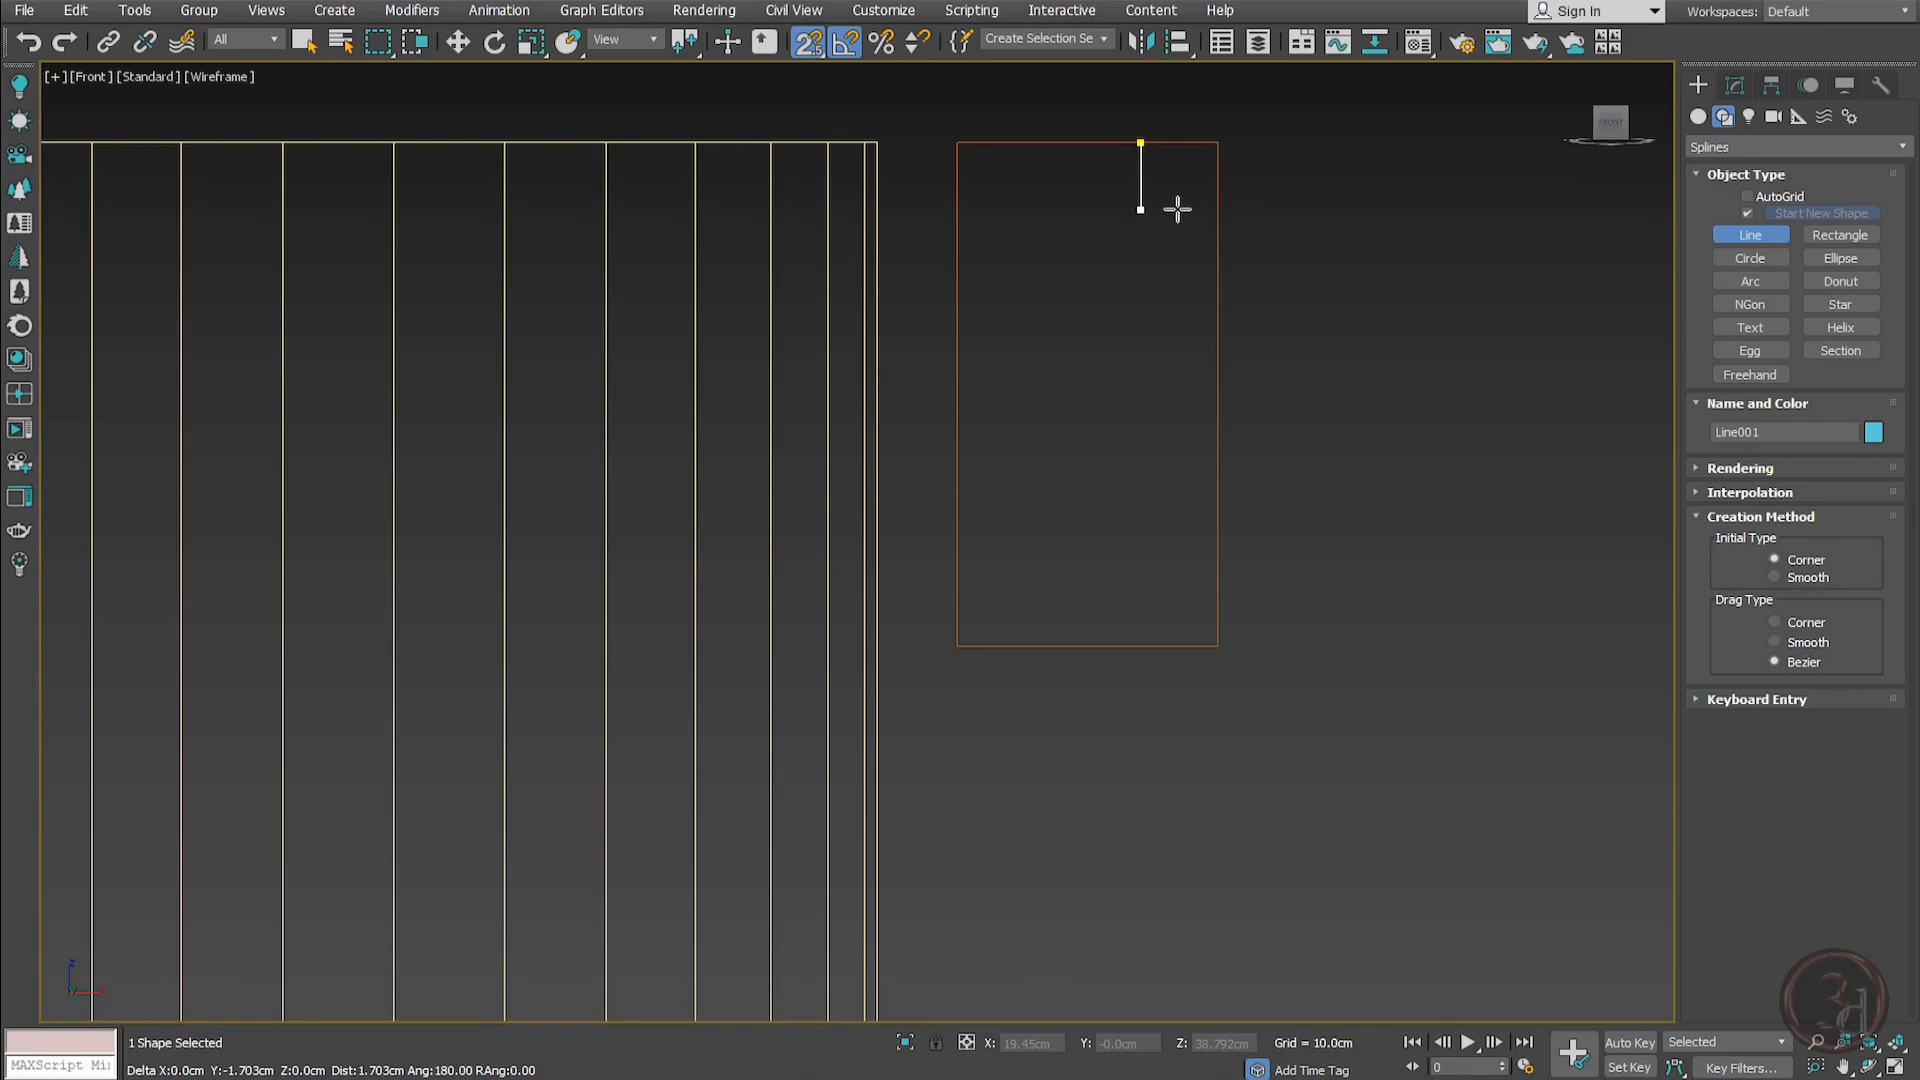 File Edit Tools Group Views Create Modifiers Animation Graph Editors Rendering Civil View Customize Scripting Interactive Content Help Sign In Workspaces: Default
All View Create Selection Se
[+] [Front] [Standard] [Wireframe]
FRONT
Splines
Object Type
AutoGrid
Start New Shape
Line Rectangle
Circle Ellipse
Arc Donut
NGon Star
Text Helix
Egg Section
Freehand
Name and Color
Line001
Rendering
Interpolation
Creation Method
Initial Type
Corner
Smooth
Drag Type
Corner
Smooth
Bezier
Keyboard Entry
z
1 Shape Selected X: 19.45cm Y: -0.0cm Z: 38.792cm Grid = 10.0cm Auto Key Selected
MAXScript Mi Delta X:0.0cm Y:-1.703cm Z:0.0cm Dist:1.703cm Ang:180.00 RAng:0.00 Add Time Tag 0 Set Key Key Filters...